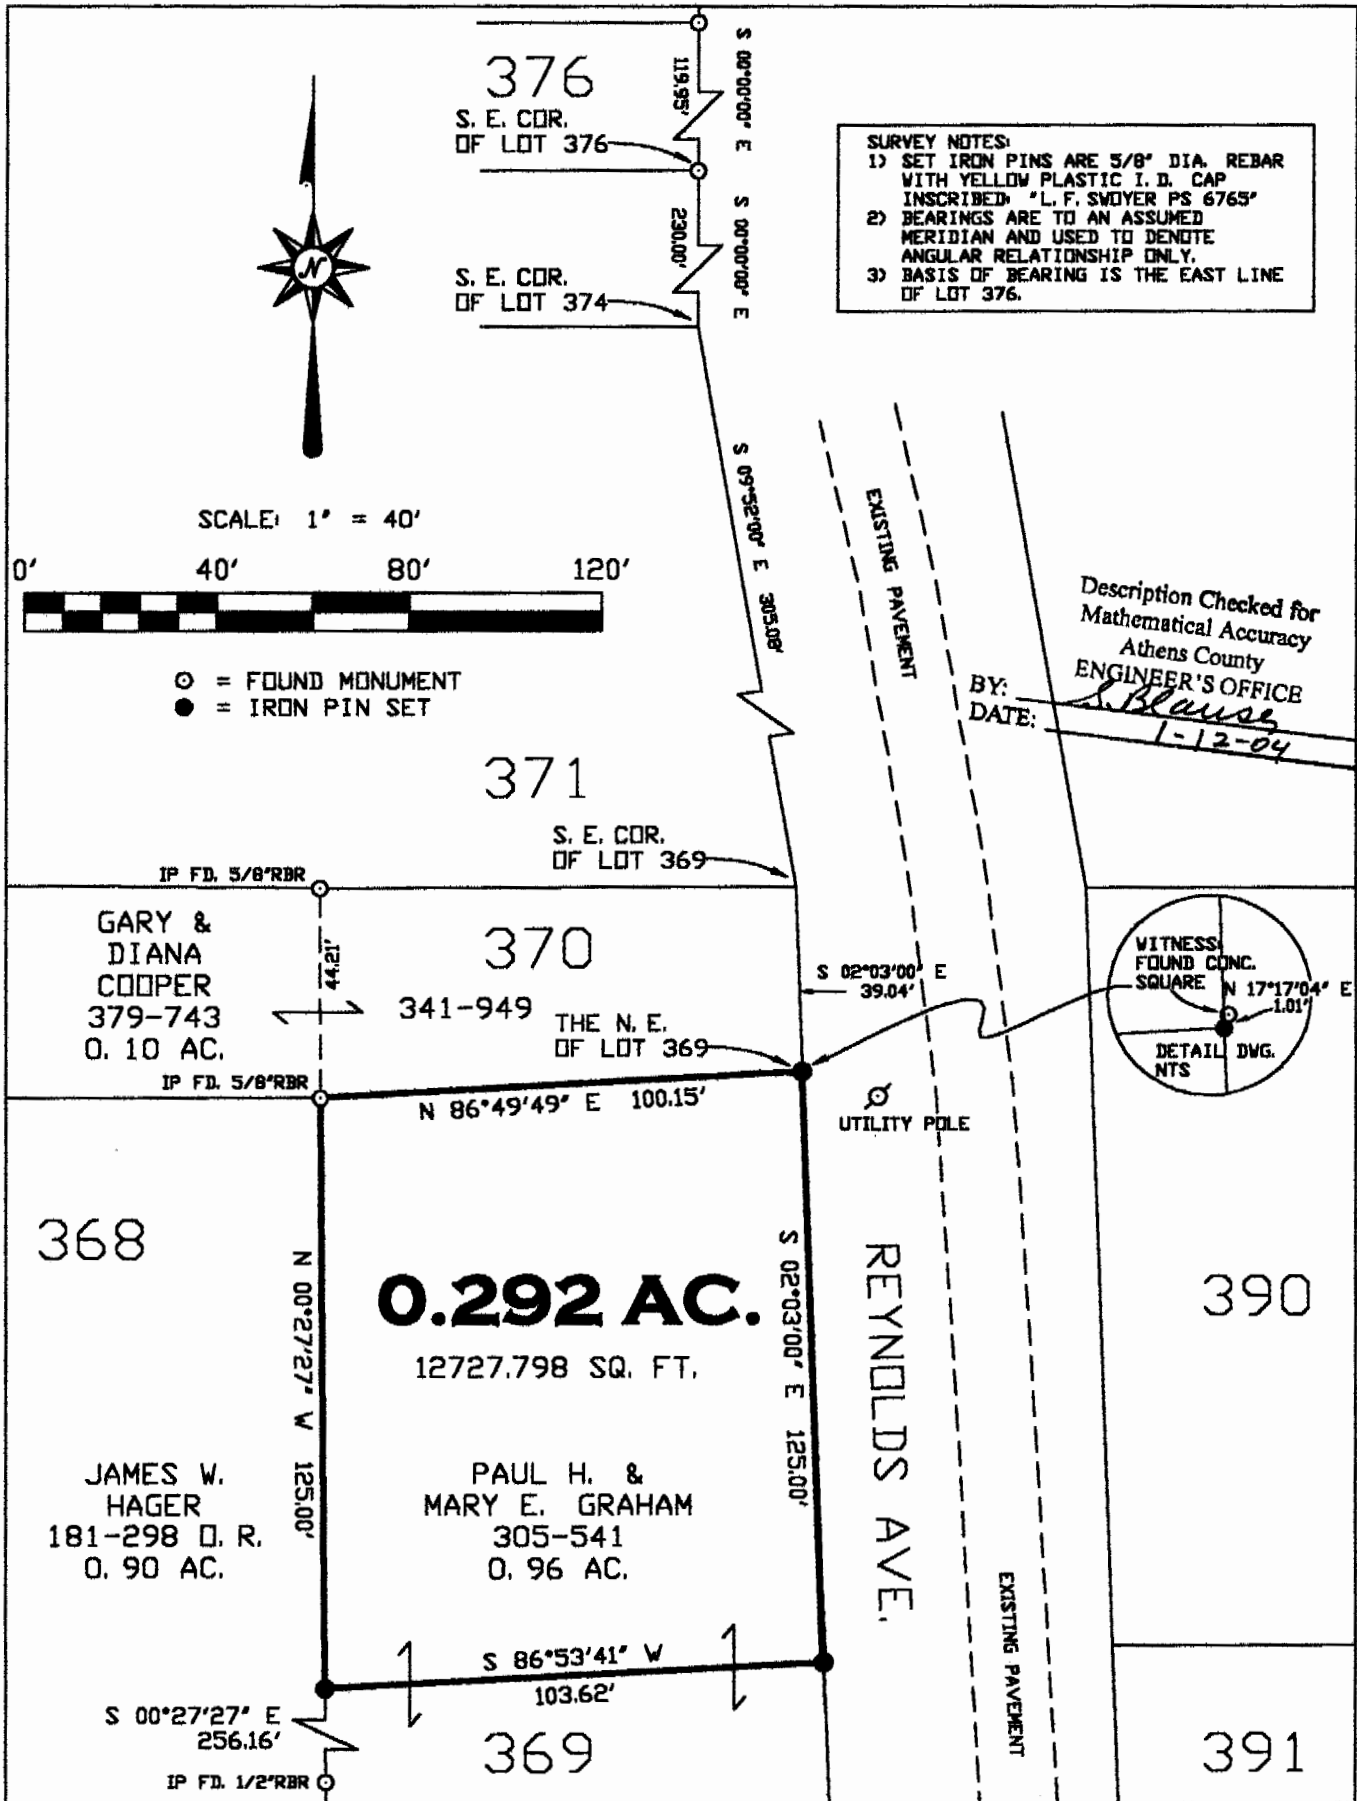 376
S. E. COR.
OF LOT 376
119.95'
S 00°00'00" E
230.00'
S 00°00'00" E
S. E. COR.
OF LOT 374
SURVEY NOTES:
1) SET IRON PINS ARE 5/8" DIA. REBAR
WITH YELLOW PLASTIC I. D. CAP
INSCRIBED: "L. F. SWOYER PS 6765"
2) BEARINGS ARE TO AN ASSUMED
MERIDIAN AND USED TO DENOTE
ANGULAR RELATIONSHIP ONLY.
3) BASIS OF BEARING IS THE EAST LINE
OF LOT 376.
N
SCALE: 1" = 40'
0' 40' 80' 120'
= FOUND MONUMENT
= IRON PIN SET
S 09°52'00" E 305.08'
EXISTING PAVEMENT
Description Checked for
Mathematical Accuracy
Athens County
ENGINEER'S OFFICE
BY: S. Blauser
DATE: 1-12-04
371
S. E. COR.
OF LOT 369
IP FD. 5/8"RBR
GARY &
DIANA
COOPER
379-743
0. 10 AC.
44.21'
370
341-949
THE N. E.
OF LOT 369
S 02°03'00" E
39.04'
WITNESS:
FOUND CONC.
SQUARE
N 17°17'04" E
1.01'
DETAIL DWG.
NTS
IP FD. 5/8"RBR
N 86°49'49" E 100.15'
UTILITY POLE
368
N 00°27'27" W 125.00'
0.292 AC.
12727.798 SQ. FT.
S 02°03'00" E 125.00'
REYNOLDS AVE.
390
JAMES W.
HAGER
181-298 O. R.
0. 90 AC.
PAUL H. &
MARY E. GRAHAM
305-541
0. 96 AC.
EXISTING PAVEMENT
S 86°53'41" W
103.62'
S 00°27'27" E
256.16'
369
391
IP FD. 1/2"RBR